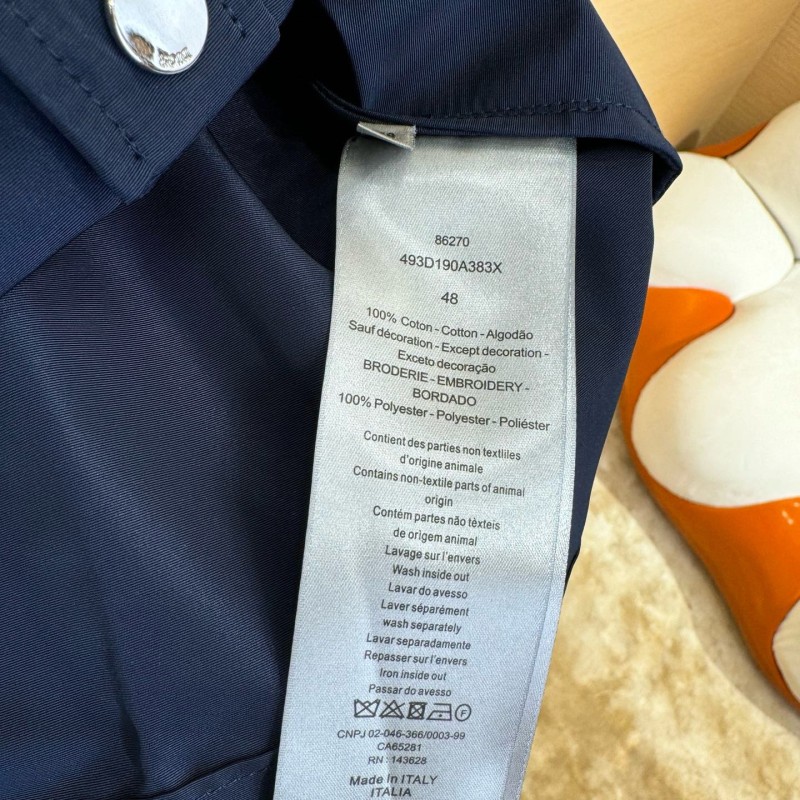 86270
493D190A383X
48
100% Coton - Cotton - Algodão
Sauf décoration - Except decoration -
Exceto decoração
BRODERIE - EMBROIDERY -
BORDADO
100% Polyester - Polyester - Poliéster
Contient des parties non textliles
d'origine animale
Contains non-textile parts of animal
origin
Contém partes não tèxteis
de origem animal
Lavage sur l'envers
Wash inside out
Lavar do avesso
Laver séparément
wash separately
Lavar separadamente
Repasser sur l'envers
Iron inside out
Passar do avesso
F
CNPJ 02-046-366/0003-99
CA65281
RN : 143628
Made in ITALY
ITALIA